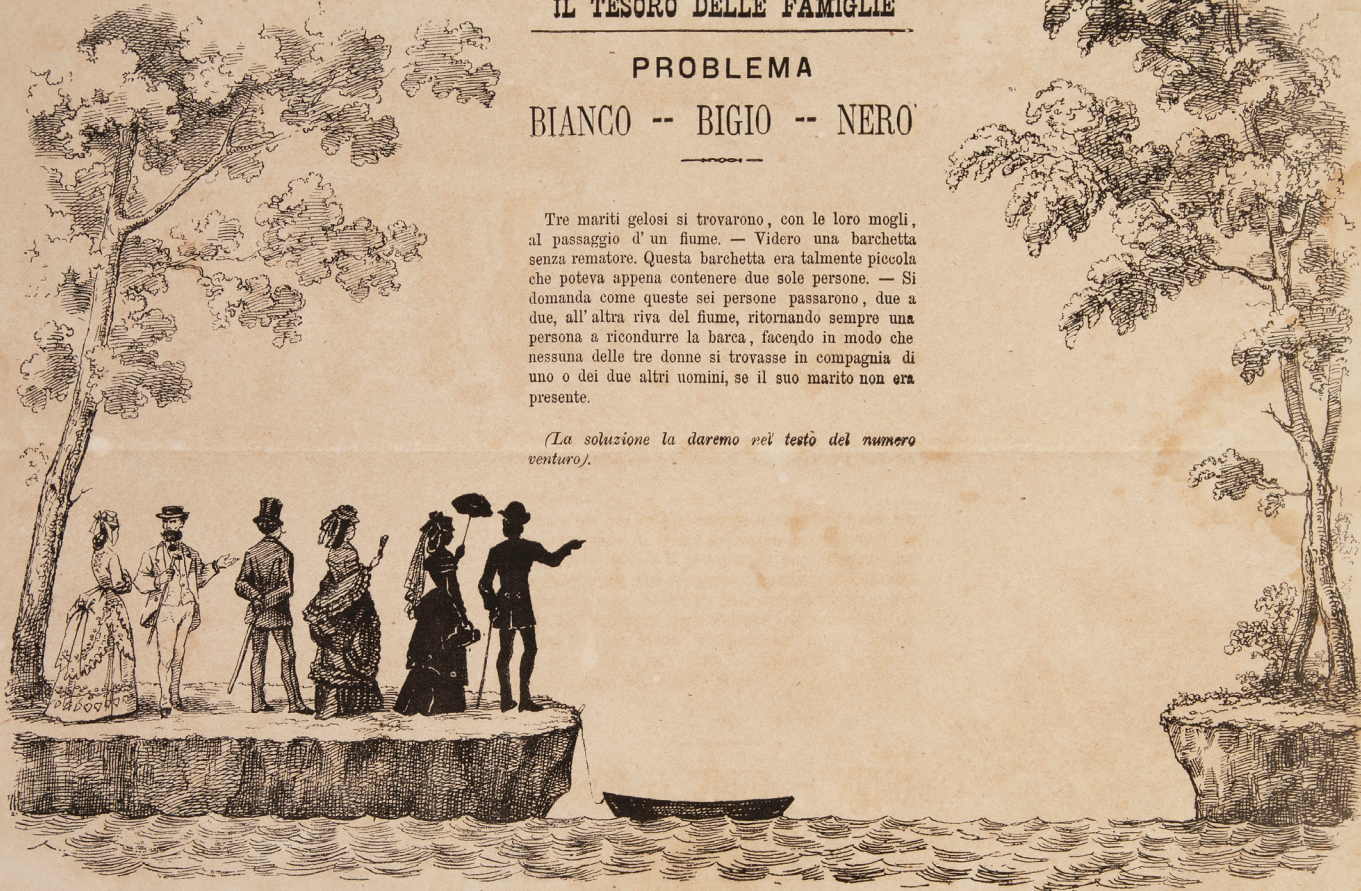 IL TESORO DELLE FAMIGLIE
PROBLEMA
BIANCO -- BIGIO -- NERO
Tre mariti gelosi si trovarono, con le loro mogli,
al passaggio d' un fiume. — Videro una barchetta
senza rematore. Questa barchetta era talmente piccola
che poteva appena contenere due sole persone. — Si
domanda come queste sei persone passarono, due a
due, all' altra riva del fiume, ritornando sempre una
persona a ricondurre la barca, facendo in modo che
nessuna delle tre donne si trovasse in compagnia di
uno o dei due altri uomini, se il suo marito non era
presente.
(La soluzione la daremo nel testo del numero
venturo).